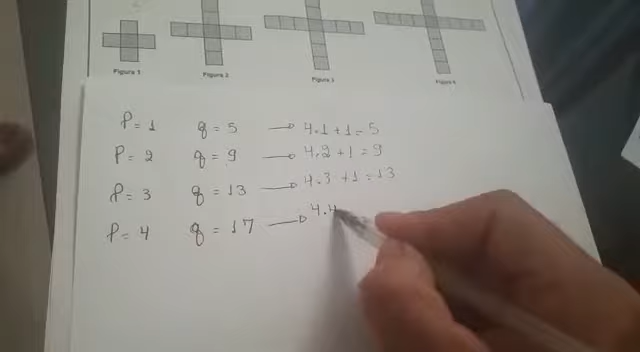 Figura 1 Figura 2 Figura 3 Figura 4
P = 1 q = 5 → 4.1+1=5
P = 2 q = 9 → 4.2+1=9
P = 3 q = 13 → 4.3+1=13
P = 4 q = 17 → 4.4